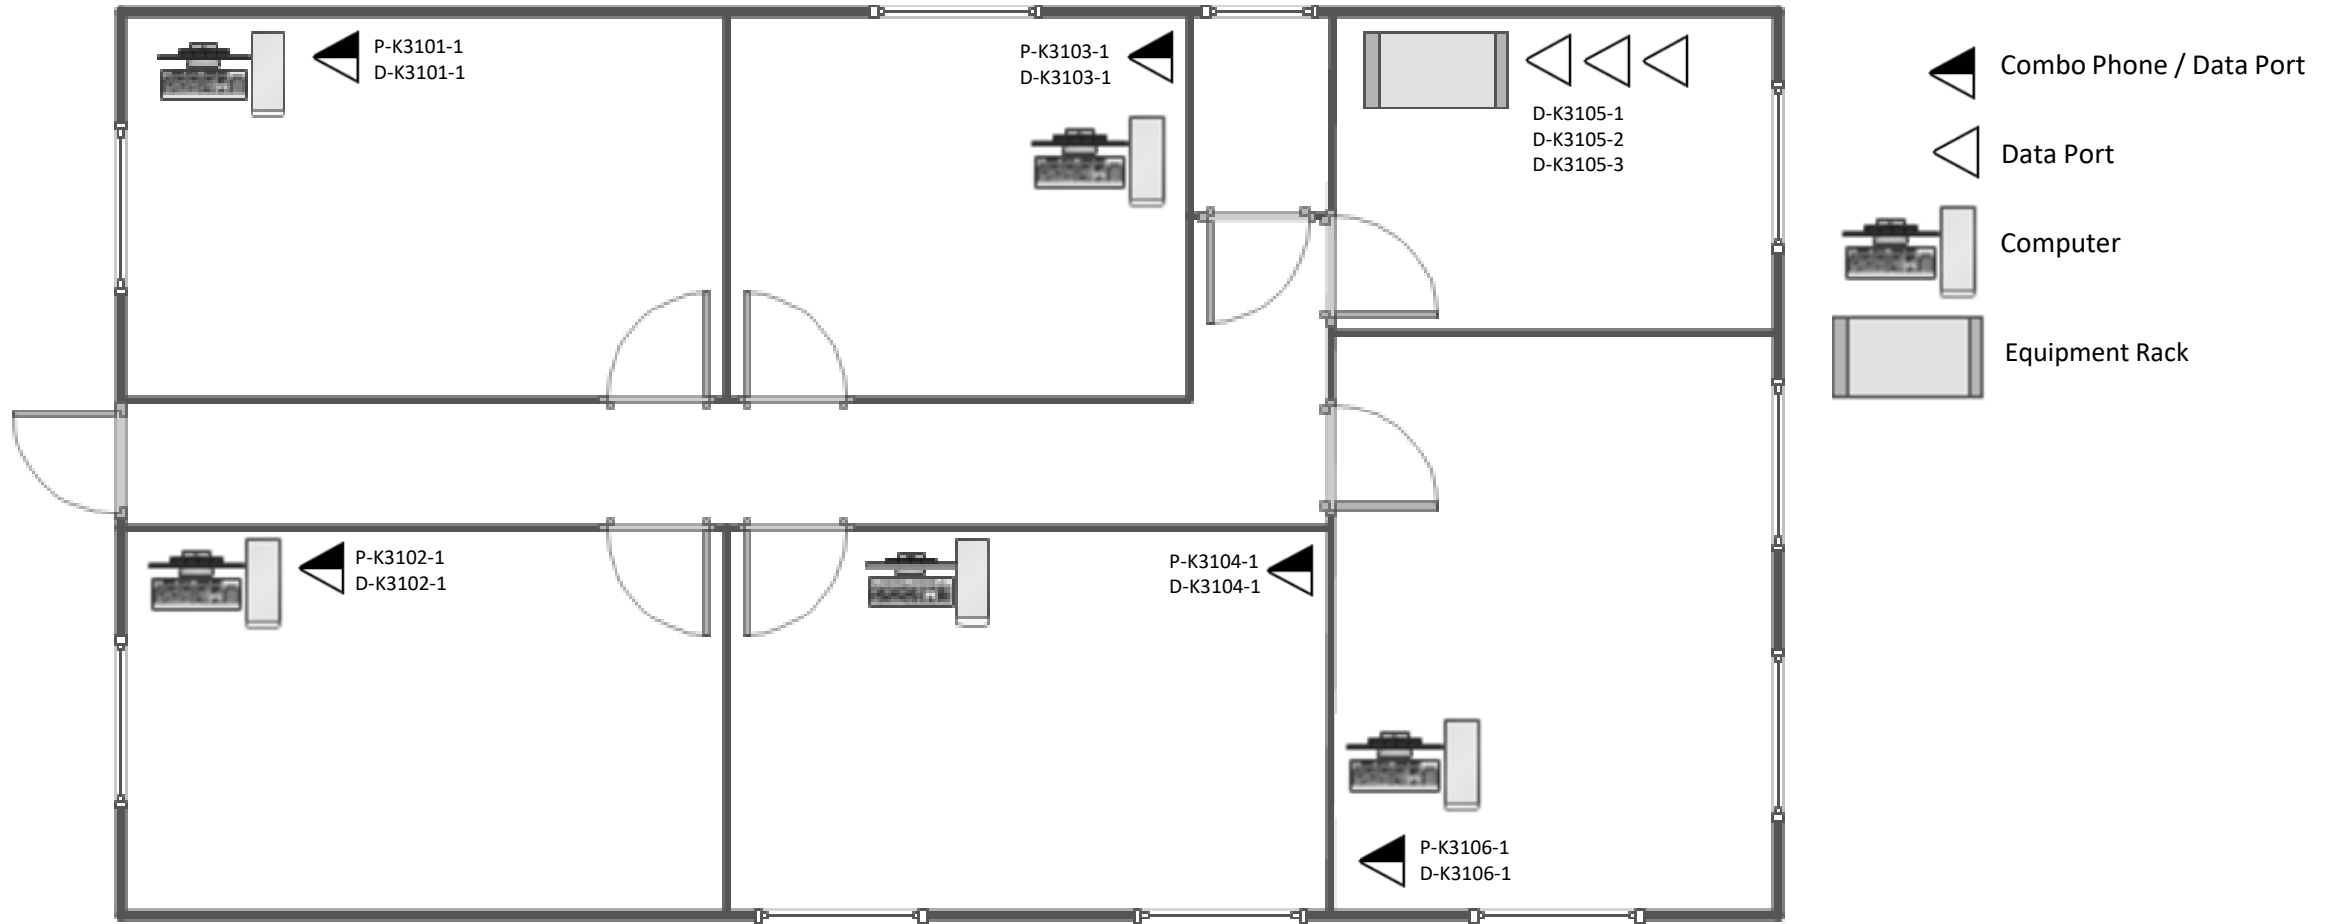 P-K3101-1
D-K3101-1
P-K3103-1
D-K3103-1
D-K3105-1
D-K3105-2
D-K3105-3
P-K3102-1
D-K3102-1
P-K3104-1
D-K3104-1
P-K3106-1
D-K3106-1
Combo Phone / Data Port
Data Port
Computer
Equipment Rack